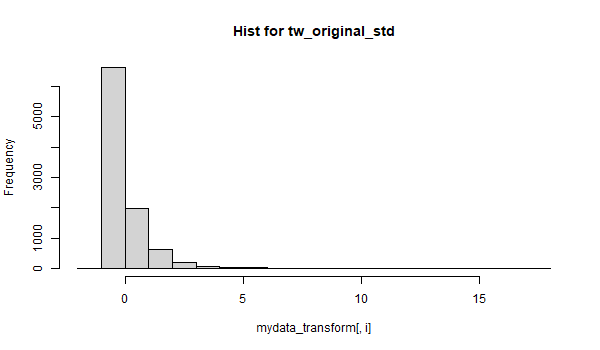 Hist for tw_original_std
Frequency
5000
3000
1000
0
0 5 10 15
mydata_transform[, i]